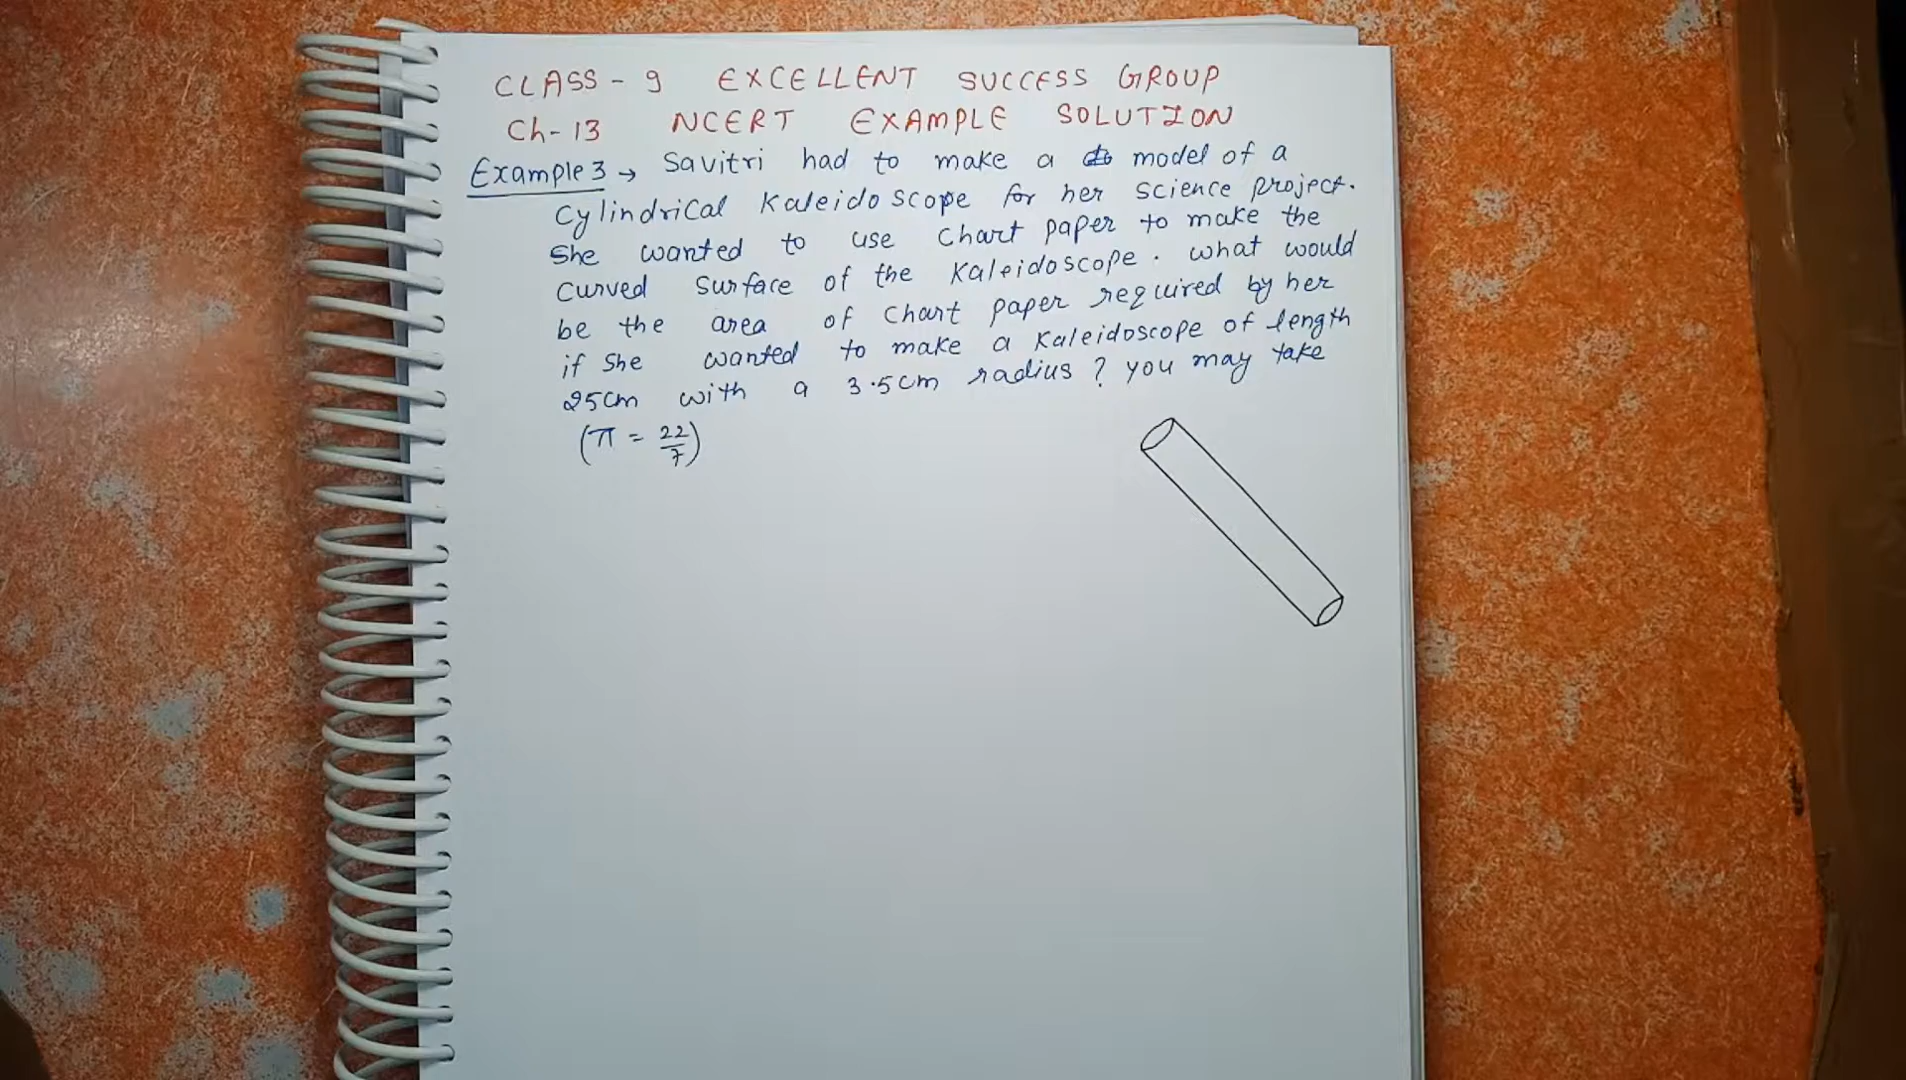 CLASS - 9 EXCELLENT SUCCESS GROUP
Ch- 13 NCERT EXAMPLE SOLUTION
Example 3 → Savitri had to make a model of a
Cylindrical Kaleidoscope for her science project.
She wanted to use chart paper to make the
curved surface of the Kaleidoscope. what would
be the area of chart paper required by her
if she wanted to make a Kaleidoscope of length
25cm with a 3.5cm radius? you may take
(π = 22/7)